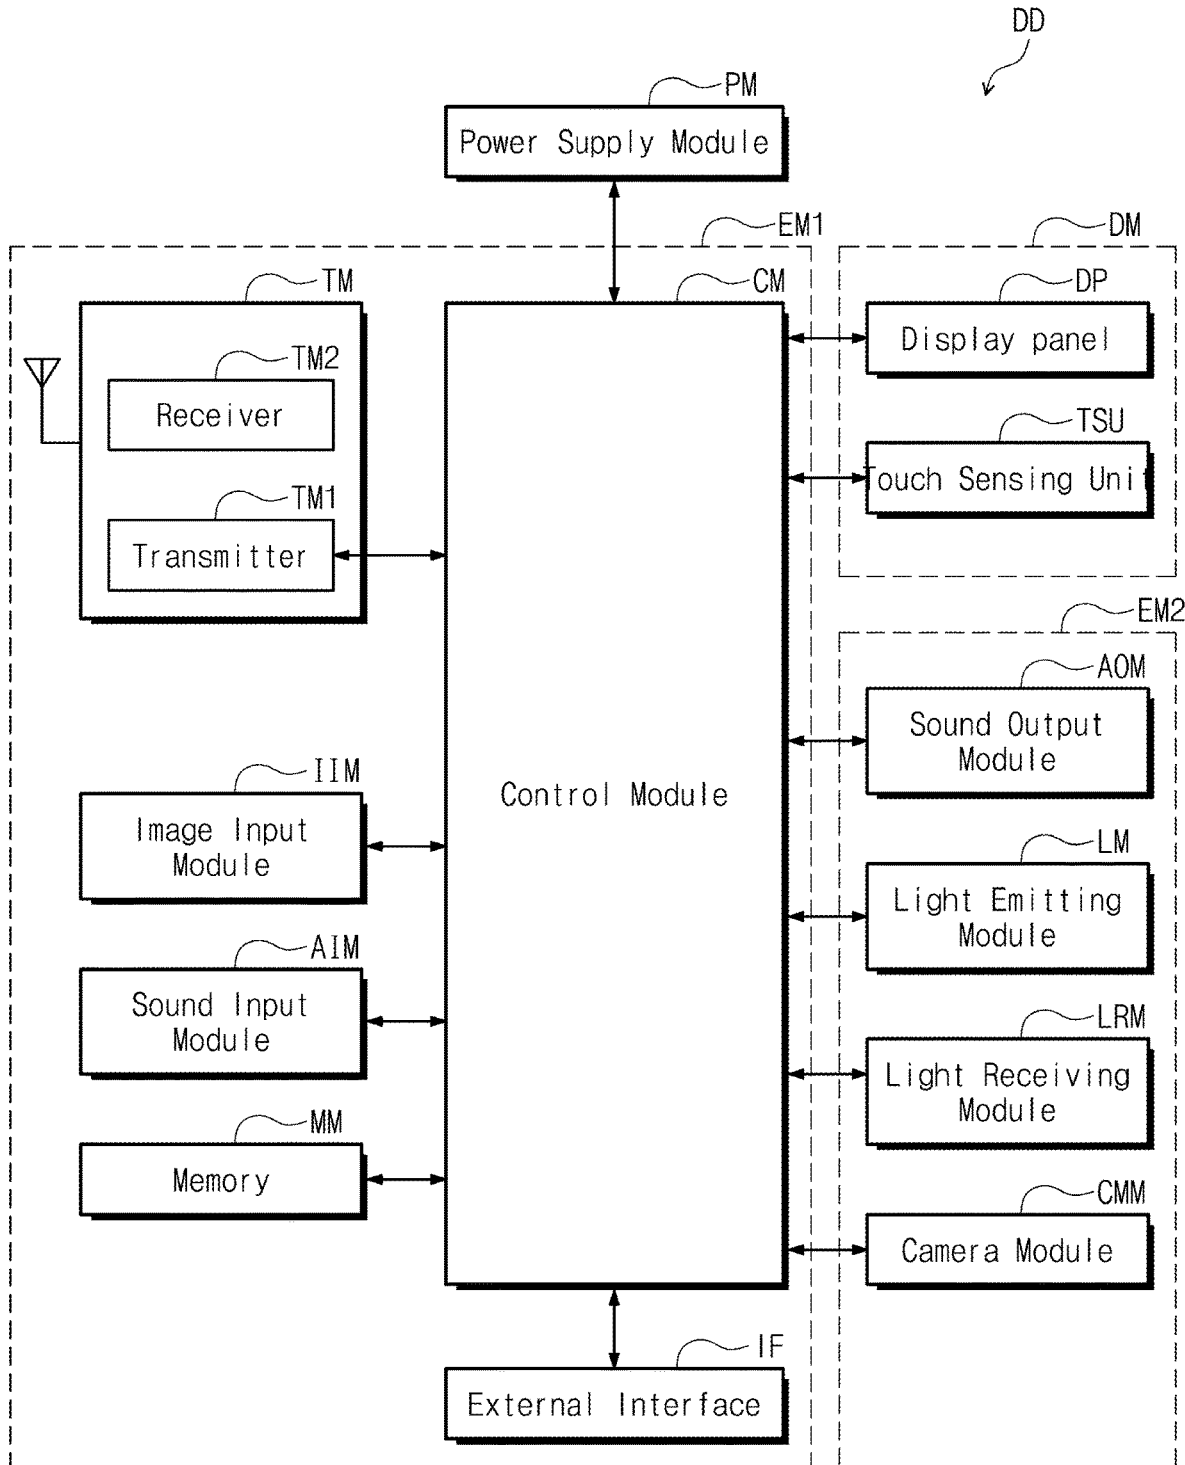 DD
PM
Power Supply Module
EM1
DM
TM
CM
DP
Display panel
TM2
Receiver
TSU
Touch Sensing Unit
TM1
Transmitter
EM2
AOM
Sound Output
Module
IIM
Image Input
Module
Control Module
LM
Light Emitting
Module
AIM
Sound Input
Module
LRM
Light Receiving
Module
MM
Memory
CMM
Camera Module
IF
External Interface